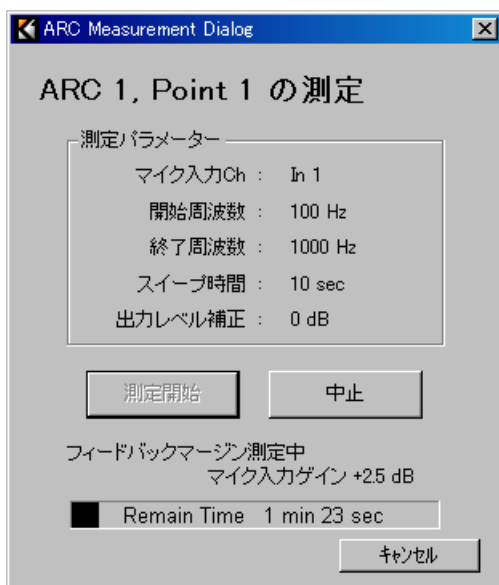 ARC Measurement Dialog
ARC 1, Point 1 の測定
測定パラメーター
マイク入力Ch : In 1
開始周波数 : 100 Hz
終了周波数 : 1000 Hz
スイープ時間 : 10 sec
出力レベル補正 : 0 dB
測定開始 中止
フィードバックマージン測定中
マイク入力ゲイン +2.5 dB
Remain Time 1 min 23 sec
ｷｬﾝｾﾙ